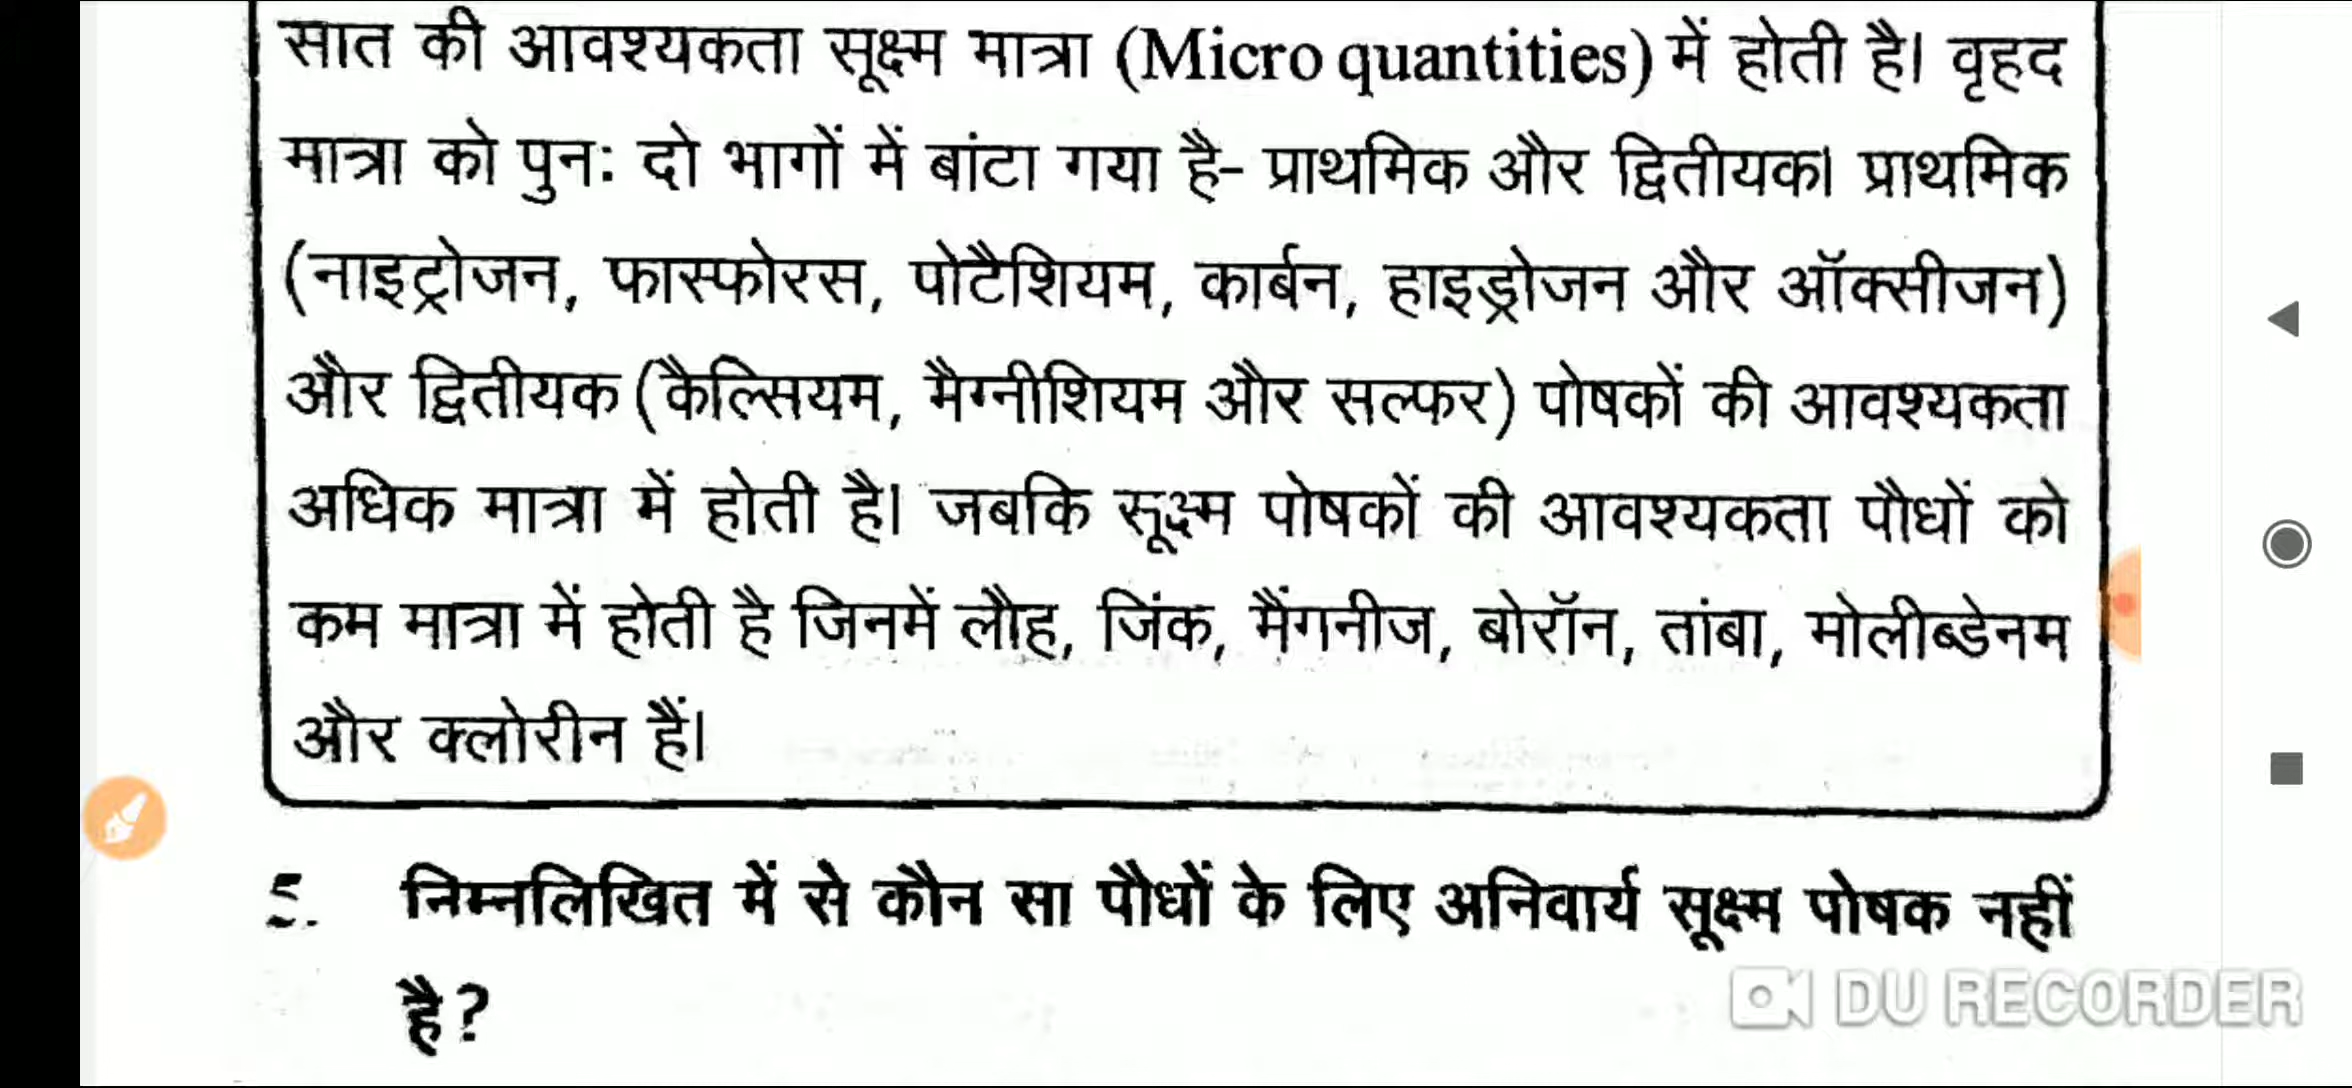 सात की आवश्यकता सूक्ष्म मात्रा (Micro quantities) में होती है। वृहद
मात्रा को पुनः दो भागों में बांटा गया है- प्राथमिक और द्वितीयक। प्राथमिक
(नाइट्रोजन, फास्फोरस, पोटैशियम, कार्बन, हाइड्रोजन और ऑक्सीजन)
और द्वितीयक (कैल्सियम, मैग्नीशियम और सल्फर) पोषकों की आवश्यकता
अधिक मात्रा में होती है। जबकि सूक्ष्म पोषकों की आवश्यकता पौधों को
कम मात्रा में होती है जिनमें लौह, जिंक, मैंगनीज, बोरॉन, तांबा, मोलीब्डेनम
और क्लोरीन हैं।
5. निम्नलिखित में से कौन सा पौधों के लिए अनिवार्य सूक्ष्म पोषक नहीं
है?
DU RECORDER